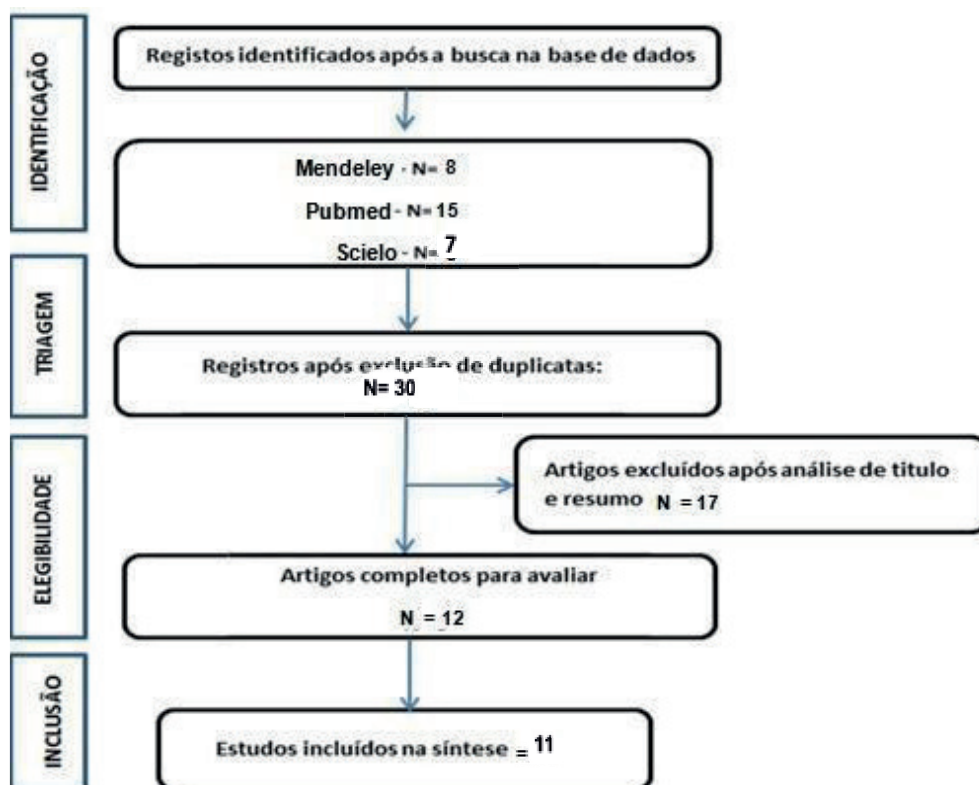 IDENTIFICAÇÃO
Registos identificados após a busca na base de dados
Mendeley - N= 8
Pubmed - N= 15
Scielo - N= 7
TRIAGEM
Registros após exclusão de duplicatas:
N= 30
ELEGIBILIDADE
Artigos excluídos após análise de titulo
e resumo N = 17
Artigos completos para avaliar
N = 12
INCLUSÃO
Estudos incluídos na síntese = 11